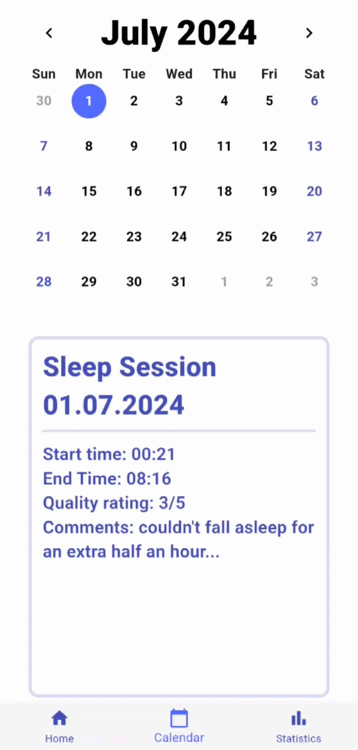 July 2024
Sun Mon Tue Wed Thu Fri Sat
30 1 2 3 4 5 6
7 8 9 10 11 12 13
14 15 16 17 18 19 20
21 22 23 24 25 26 27
28 29 30 31 1 2 3
Sleep Session
01.07.2024
Start time: 00:21
End Time: 08:16
Quality rating: 3/5
Comments: couldn't fall asleep for
an extra half an hour...
Home Calendar Statistics